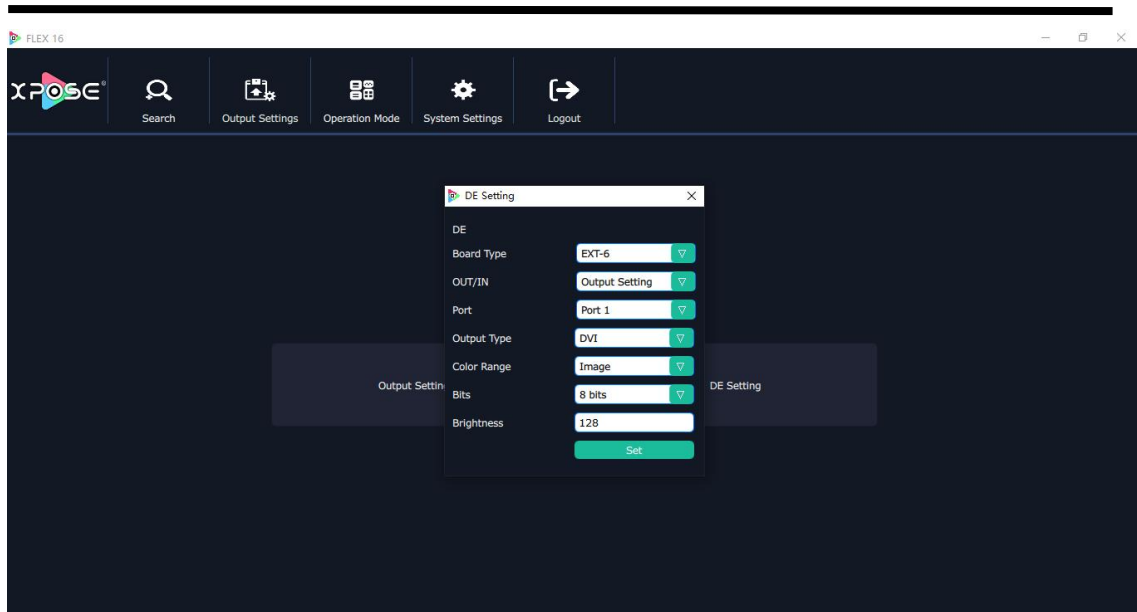 FLEX 16
XPOSE®
Search
Output Settings
Operation Mode
System Settings
Logout
DE Setting
DE
Board Type EXT-6
OUT/IN Output Setting
Port Port 1
Output Type DVI
Color Range Image
Output Settin
DE Setting
Bits 8 bits
Brightness 128
Set